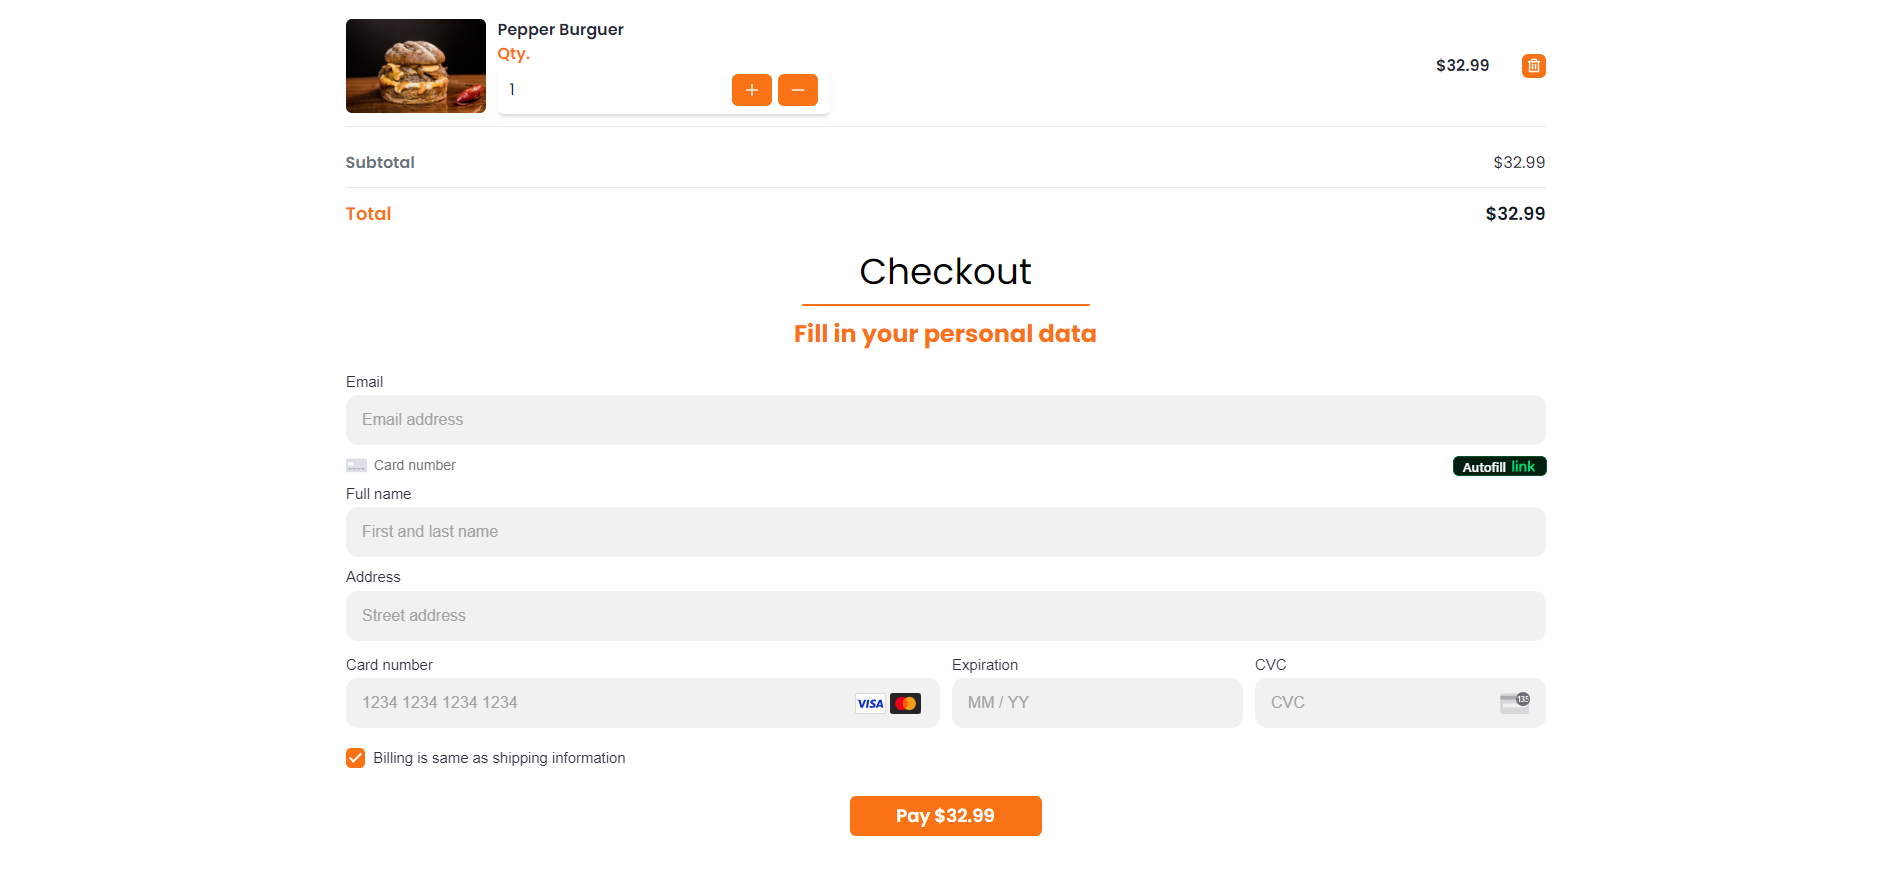 Pepper Burguer
Qty.
1
$32.99
Subtotal
$32.99
Total
$32.99
Checkout
Fill in your personal data
Email
Email address
Card number
Autofill link
Full name
First and last name
Address
Street address
Card number
Expiration
CVC
1234 1234 1234 1234
VISA
MM / YY
CVC
135
Billing is same as shipping information
Pay $32.99